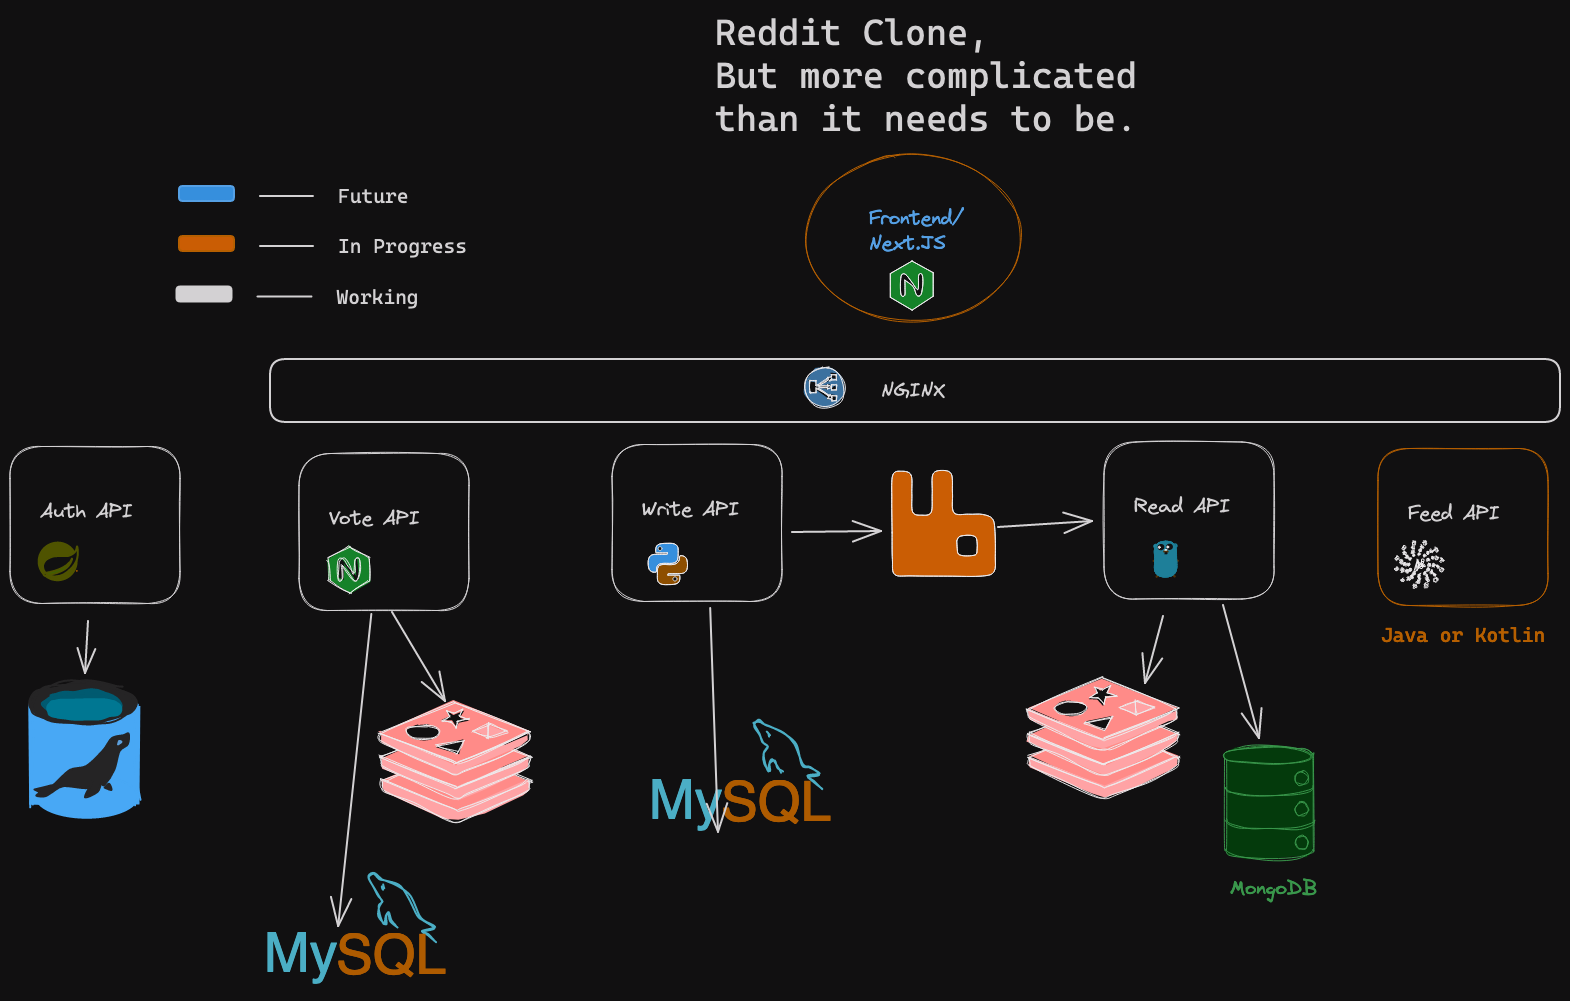 Reddit Clone,
But more complicated
than it needs to be.
Future
In Progress
Working
Frontend/
Next.JS
N
NGINX
Auth API
Vote API
N
Write API
Read API
Feed API
Java or Kotlin
MySQL
MongoDB
MySQL